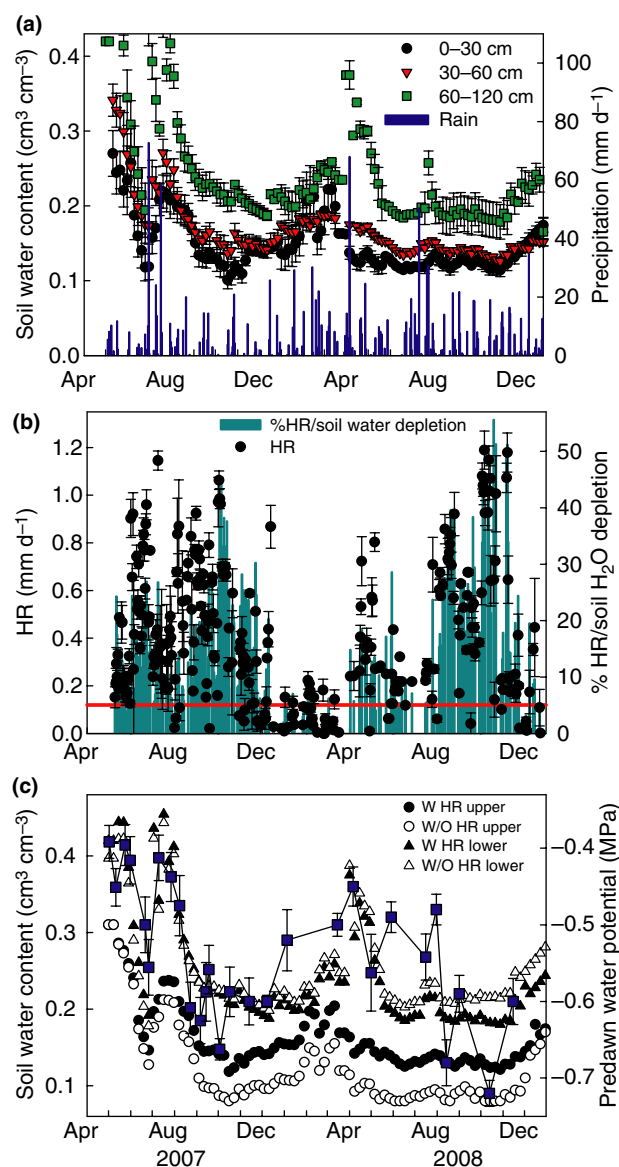 (a)
0–30 cm
30–60 cm
60–120 cm
Rain
Soil water content (cm³ cm⁻³)
0.4
0.3
0.2
0.1
0.0
Precipitation (mm d⁻¹)
100
80
60
40
20
0
Apr Aug Dec Apr Aug Dec
(b)
%HR/soil water depletion
HR
HR (mm d⁻¹)
1.2
1.0
0.8
0.6
0.4
0.2
0.0
% HR/soil H₂O depletion
50
40
30
20
10
0
Apr Aug Dec Apr Aug Dec
(c)
W HR upper
W/O HR upper
W HR lower
W/O HR lower
Soil water content (cm³ cm⁻³)
0.4
0.3
0.2
0.1
Predawn water potential (MPa)
−0.4
−0.5
−0.6
−0.7
Apr Aug Dec Apr Aug Dec
2007 2008